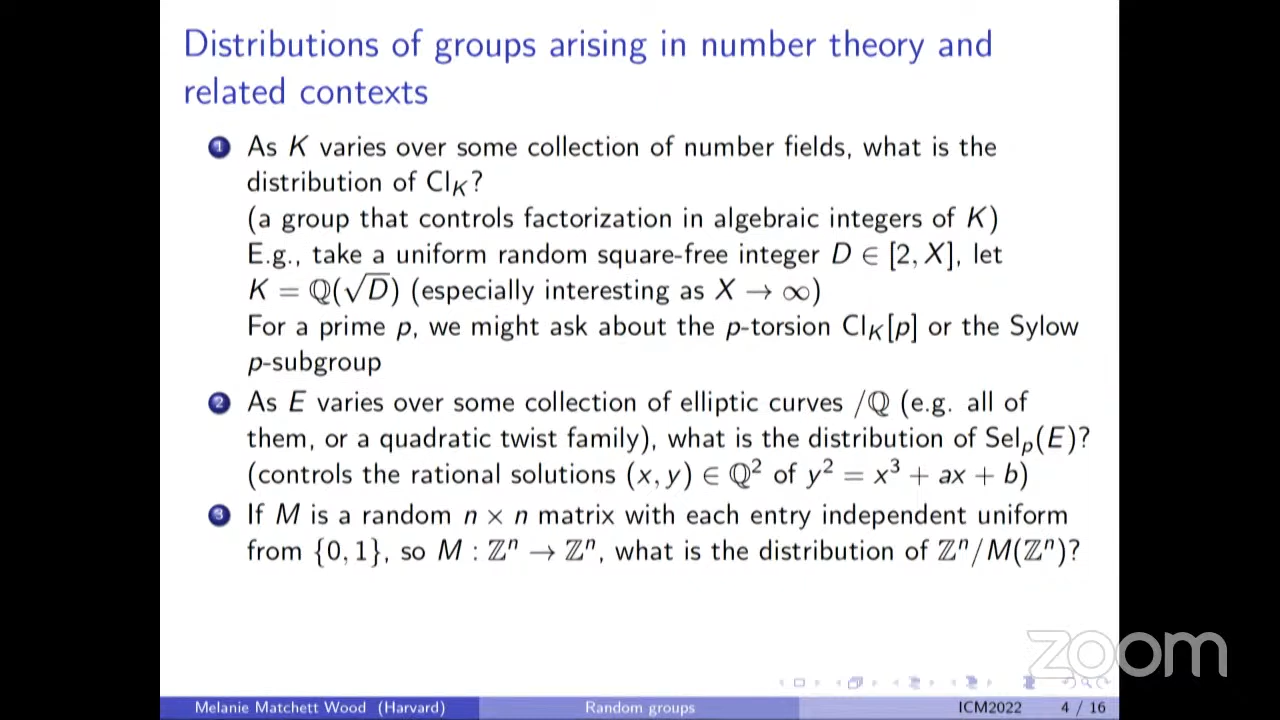 Distributions of groups arising in number theory and
related contexts
1 As K varies over some collection of number fields, what is the
distribution of Cl_K?
(a group that controls factorization in algebraic integers of K)
E.g., take a uniform random square-free integer D ∈ [2, X], let
K = ℚ(√D) (especially interesting as X → ∞)
For a prime p, we might ask about the p-torsion Cl_K[p] or the Sylow
p-subgroup
2 As E varies over some collection of elliptic curves /ℚ (e.g. all of
them, or a quadratic twist family), what is the distribution of Sel_p(E)?
(controls the rational solutions (x, y) ∈ ℚ² of y² = x³ + ax + b)
3 If M is a random n × n matrix with each entry independent uniform
from {0, 1}, so M : ℤⁿ → ℤⁿ, what is the distribution of ℤⁿ/M(ℤⁿ)?
zoom
Melanie Matchett Wood (Harvard) Random groups ICM2022 4 / 16